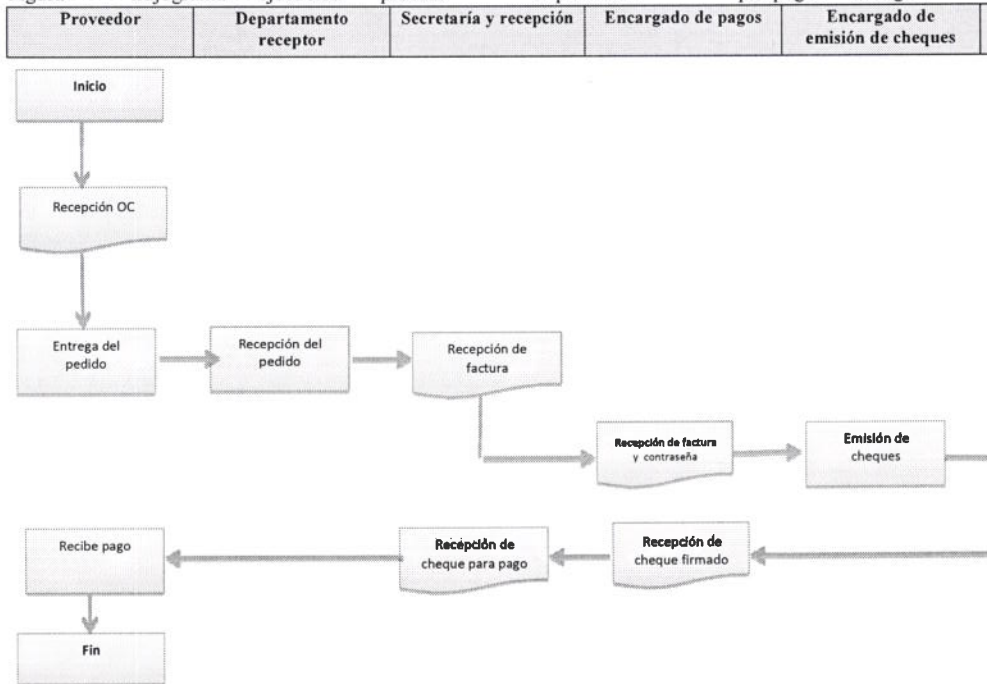 Proveedor
Departamento
receptor
Secretaría y recepción
Encargado de pagos
Encargado de
emisión de cheques
Inicio
Recepción OC
Entrega del
pedido
Recepción del
pedido
Recepción de
factura
Recepción de factura
y contraseña
Emisión de
cheques
Recibe pago
Recepción de
cheque para pago
Recepción de
cheque firmado
Fin